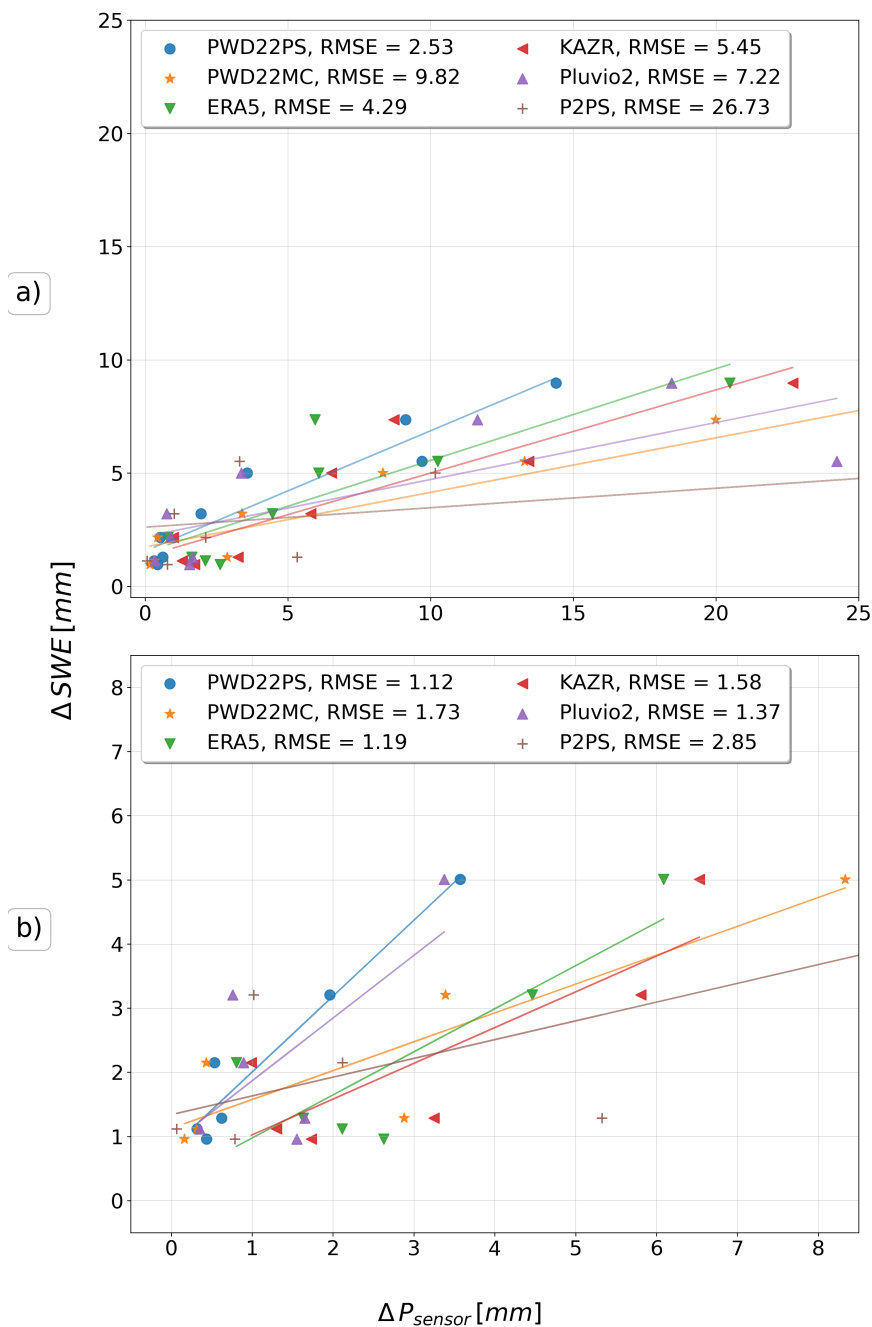 25
20
15
10
5
0
PWD22PS, RMSE = 2.53
PWD22MC, RMSE = 9.82
ERA5, RMSE = 4.29
KAZR, RMSE = 5.45
Pluvio2, RMSE = 7.22
P2PS, RMSE = 26.73
a)
0 5 10 15 20 25
Δ SWE [mm]
8
7
6
5
4
3
2
1
0
PWD22PS, RMSE = 1.12
PWD22MC, RMSE = 1.73
ERA5, RMSE = 1.19
KAZR, RMSE = 1.58
Pluvio2, RMSE = 1.37
P2PS, RMSE = 2.85
b)
0 1 2 3 4 5 6 7 8
Δ P_sensor [mm]